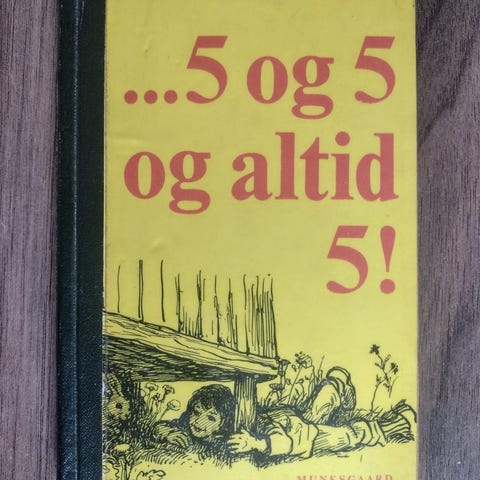 ...5 og 5
og altid
5!
MUNKSGAARD